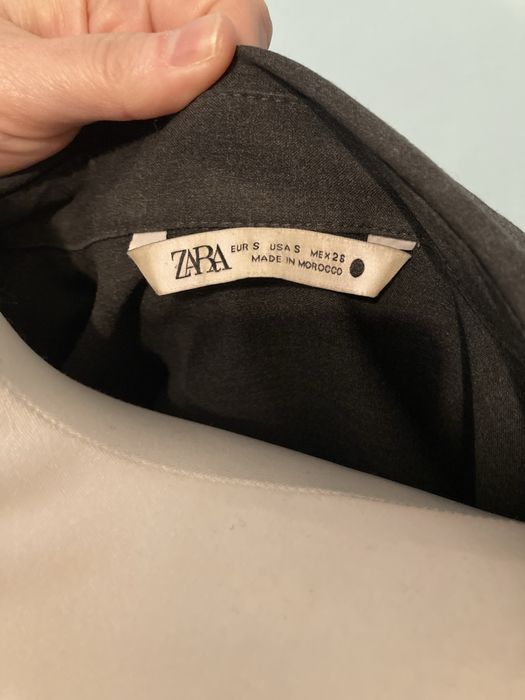 ZARA
EUR S USA S MEX 26
MADE IN MOROCCO